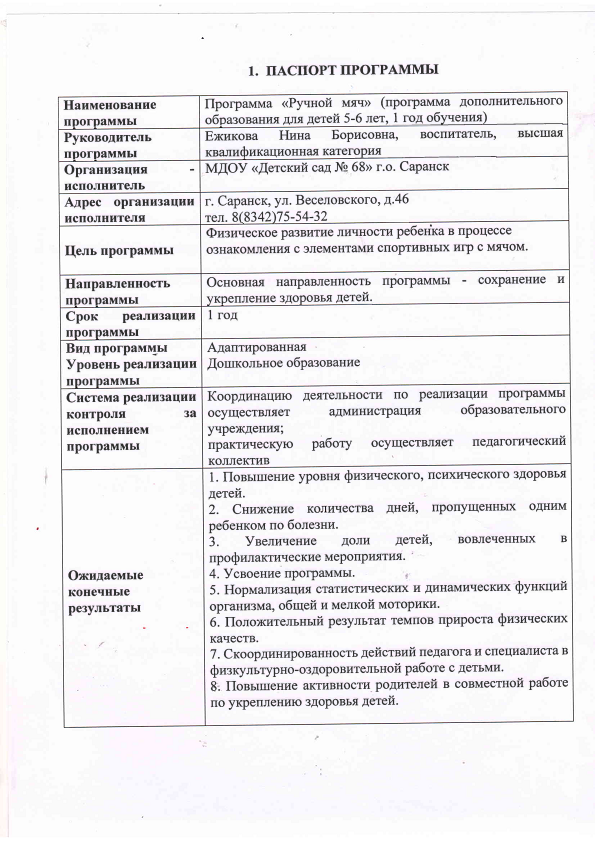 1. ПАСПОРТ ПРОГРАММЫ
Наименование
программы
Программа «Ручной мяч» (программа дополнительного
образования для детей 5-6 лет, 1 год обучения)
Руководитель
программы
Ежикова Нина Борисовна, воспитатель, высшая
квалификационная категория
Организация -
исполнитель
МДОУ «Детский сад № 68» г.о. Саранск
Адрес организации
исполнителя
г. Саранск, ул. Веселовского, д.46
тел. 8(8342)75-54-32
Цель программы
Физическое развитие личности ребенка в процессе
ознакомления с элементами спортивных игр с мячом.
Направленность
программы
Основная направленность программы - сохранение и
укрепление здоровья детей.
Срок реализации
программы
1 год
Вид программы
Адаптированная
Уровень реализации
программы
Дошкольное образование
Система реализации
контроля за
исполнением
программы
Координацию деятельности по реализации программы
осуществляет администрация образовательного
учреждения;
практическую работу осуществляет педагогический
коллектив
Ожидаемые
конечные
результаты
1. Повышение уровня физического, психического здоровья
детей.
2. Снижение количества дней, пропущенных одним
ребенком по болезни.
3. Увеличение доли детей, вовлеченных в
профилактические мероприятия.
4. Усвоение программы.
5. Нормализация статистических и динамических функций
организма, общей и мелкой моторики.
6. Положительный результат темпов прироста физических
качеств.
7. Скоординированность действий педагога и специалиста в
физкультурно-оздоровительной работе с детьми.
8. Повышение активности родителей в совместной работе
по укреплению здоровья детей.